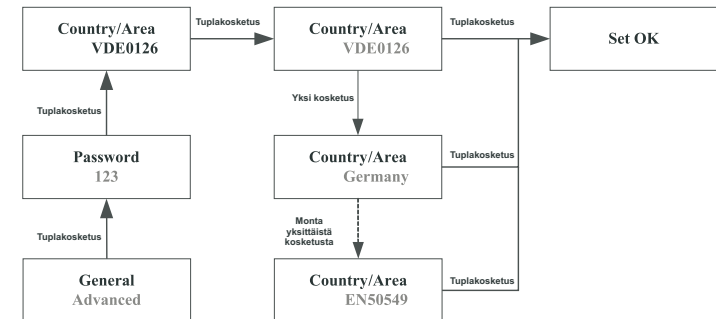 Country/Area
VDE0126
Tuplakosketus
Country/Area
VDE0126
Tuplakosketus
Set OK
Tuplakosketus
Yksi kosketus
Password
123
Country/Area
Germany
Tuplakosketus
Tuplakosketus
Monta
yksittäistä
kosketusta
General
Advanced
Country/Area
EN50549
Tuplakosketus